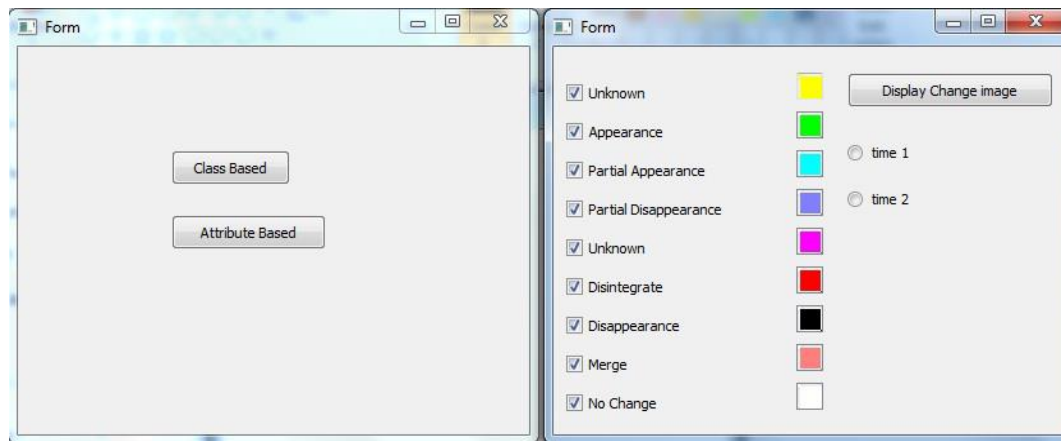 Form
Class Based
Attribute Based
Form
Unknown
Appearance
Partial Appearance
Partial Disappearance
Unknown
Disintegrate
Disappearance
Merge
No Change
Display Change image
time 1
time 2